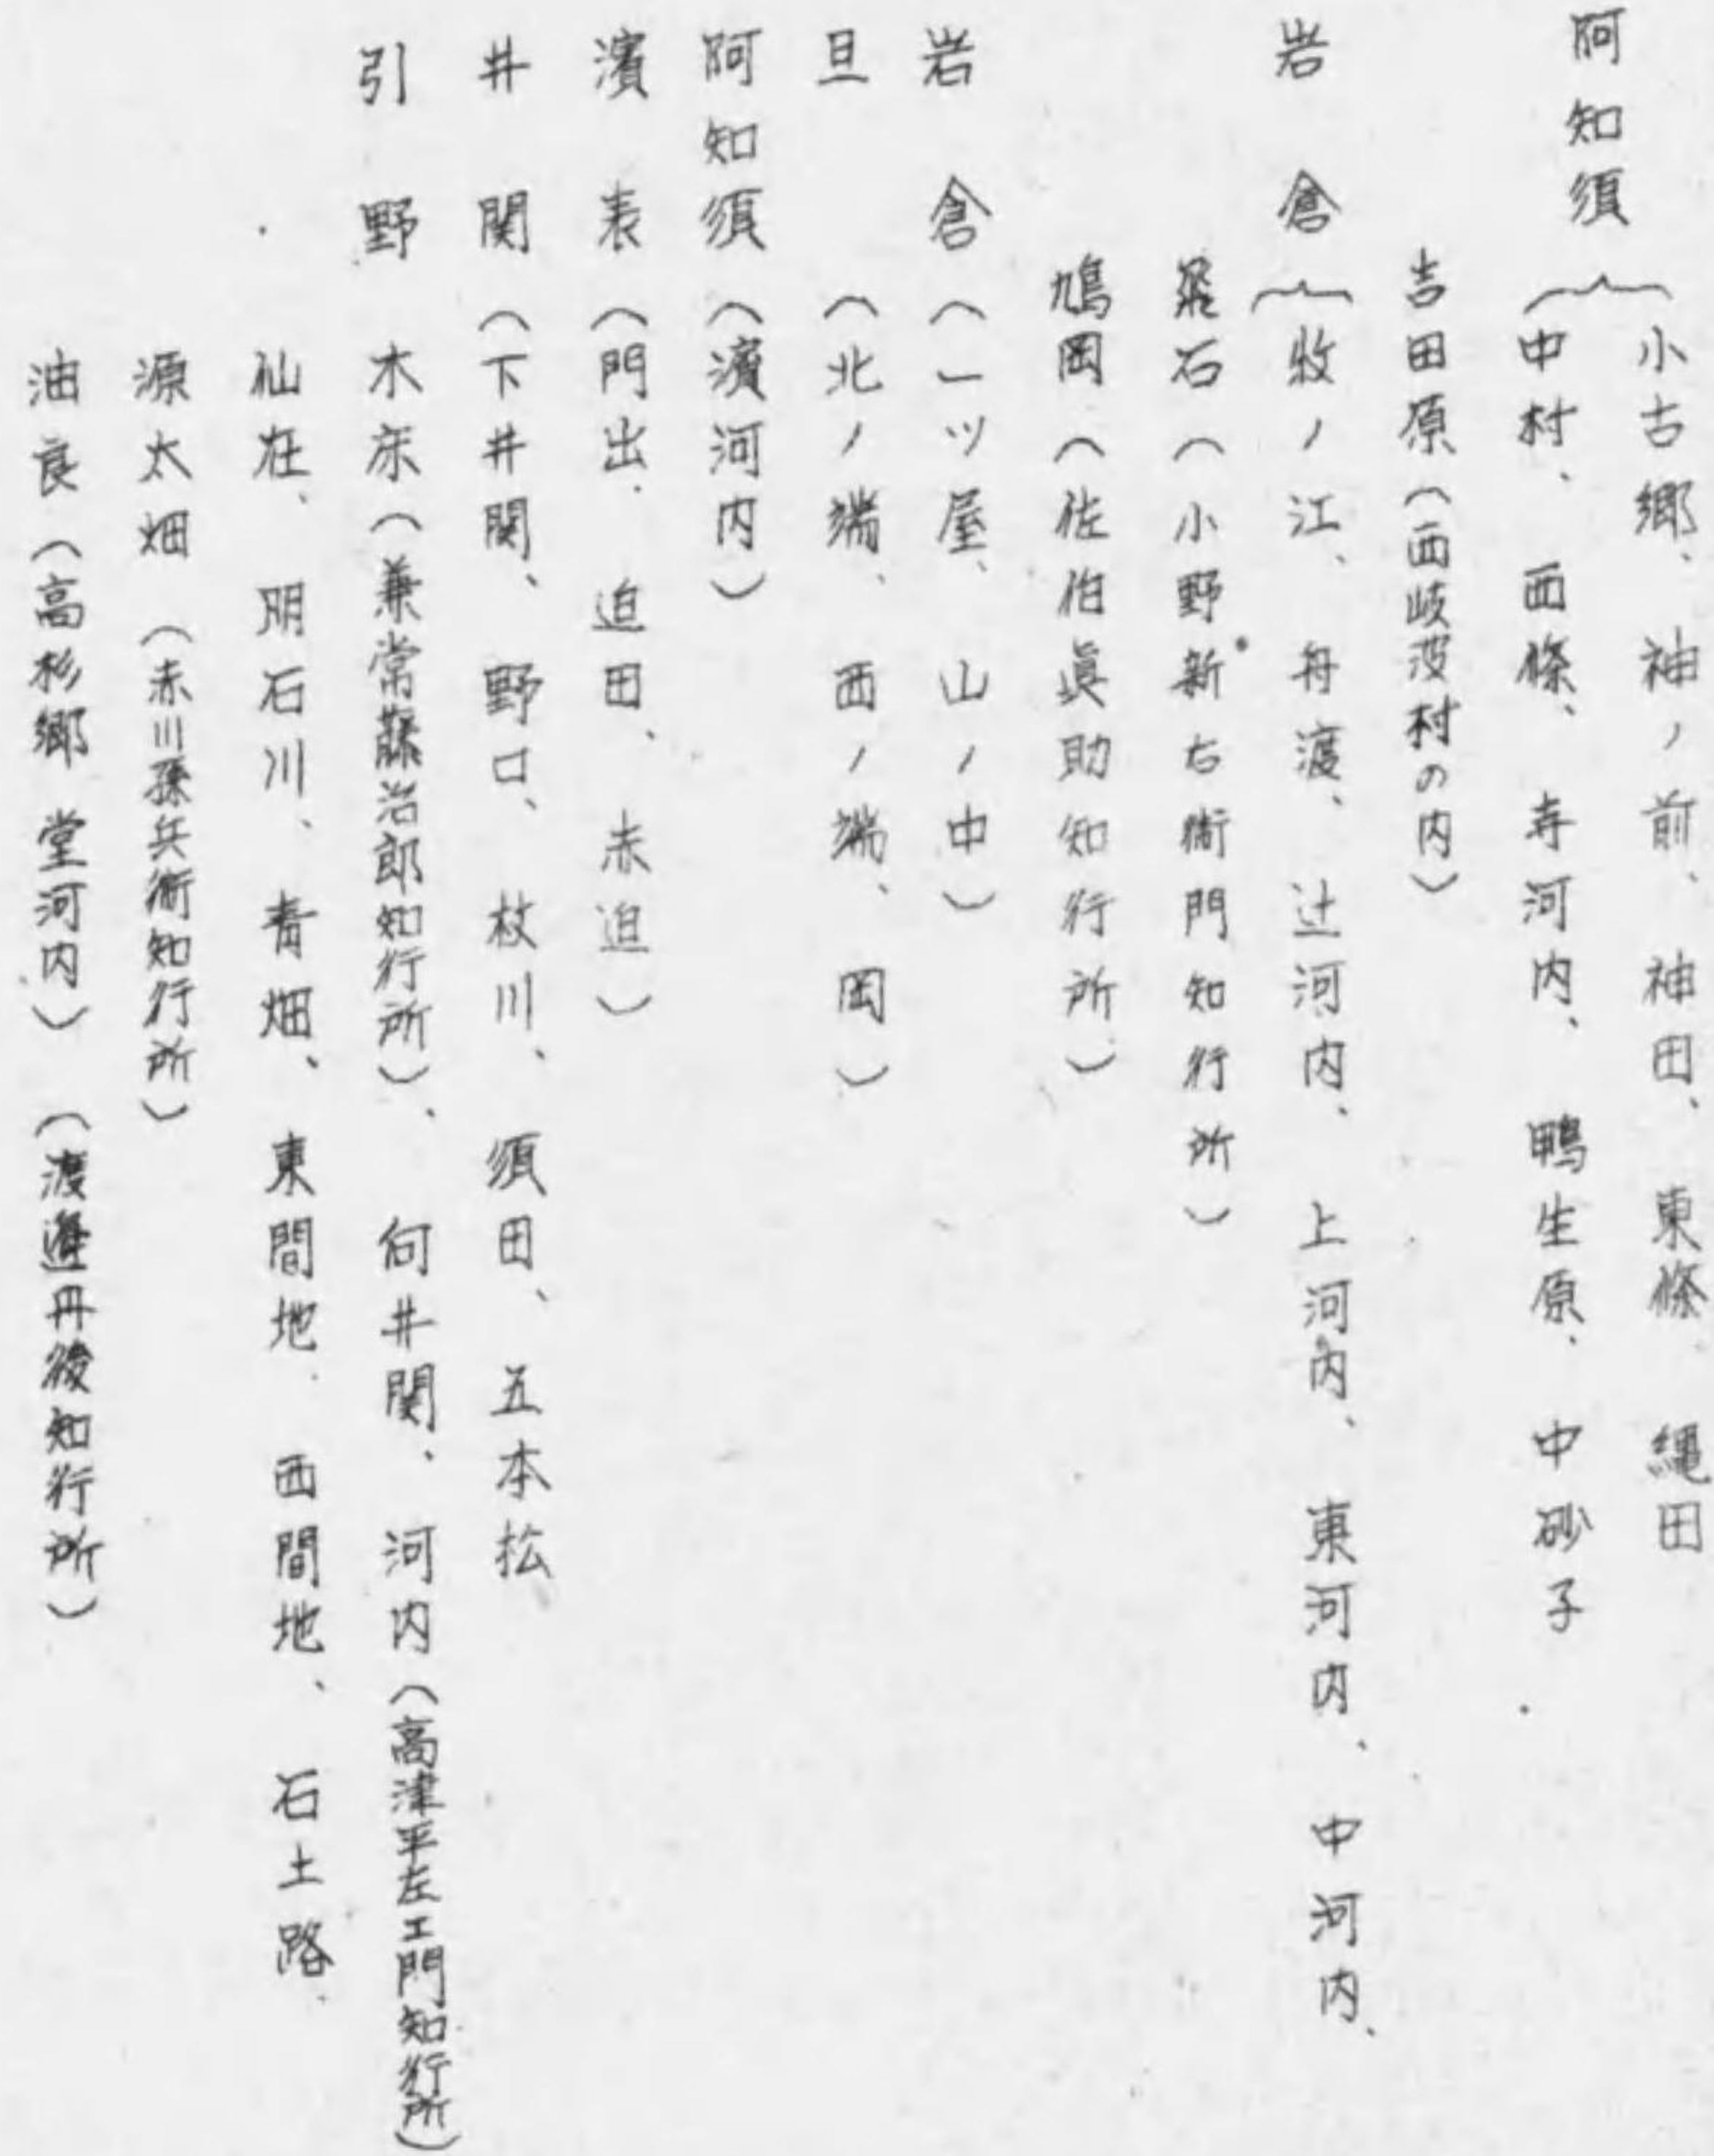 阿知須
小古郷、神ノ前、神田、東條、縄田
(中村、西條、寺河内、鴨生原、中砂子
吉田原(西岐波村の内)
岩倉(牧ノ江、舟渡、辻河内、上河内、東河内、中河内、
飛石(小野新右衛門知行所)
鳩岡(佐伯眞助知行所)
岩倉(一ツ屋、山ノ中)
旦(北ノ端、西ノ端、岡)
阿知須(濱河内)
濱表(門出、迫田、赤迫)
井関(下井関、野口、枝川、須田、五本松
引野 木床(兼常藤治郎知行所)、向井関、河内(高津平左エ門知行所)
仙在、明石川、青畑、東間地、西間地、石土路
源太畑(赤川孫兵衛知行所)
油良(高杉郷 堂河内)(渡邊丹後知行所)